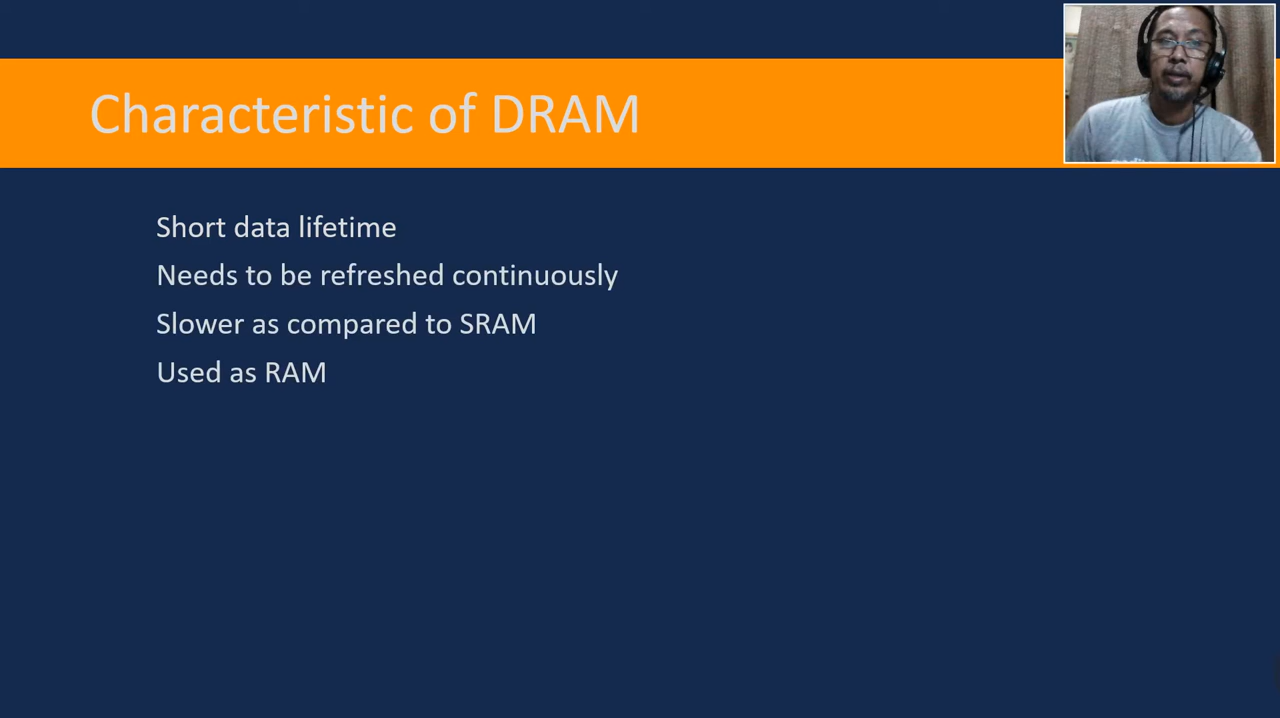 Characteristic of DRAM
Short data lifetime
Needs to be refreshed continuously
Slower as compared to SRAM
Used as RAM